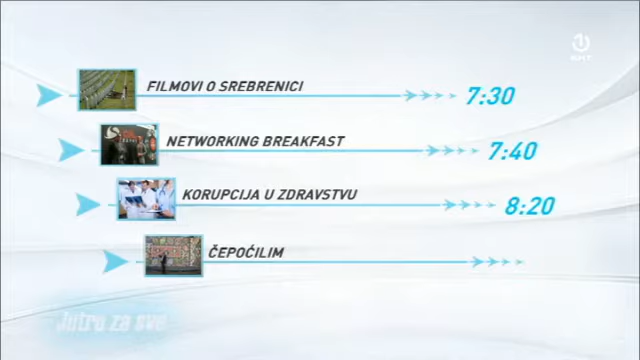 FILMOVI O SREBRENICI
7:30
NETWORKING BREAKFAST
7:40
KORUPCIJA U ZDRAVSTVU
8:20
ČEPOĆILIM
Jutro za sve